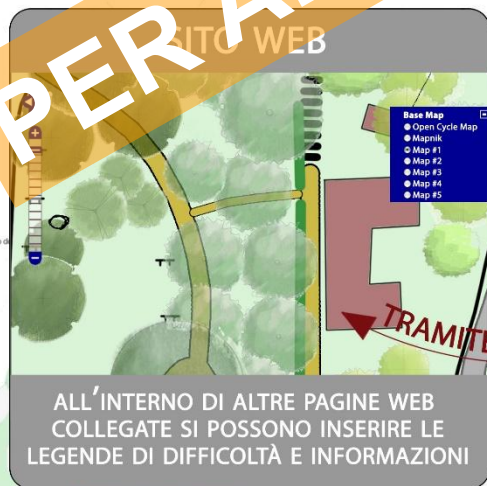 PER A
SITO WEB
Base Map
Open Cycle Map
Mapnik
Map #1
Map #2
Map #3
Map #4
Map #5
TRAMITE
ALL'INTERNO DI ALTRE PAGINE WEB
COLLEGATE SI POSSONO INSERIRE LE
LEGENDE DI DIFFICOLTÀ E INFORMAZIONI